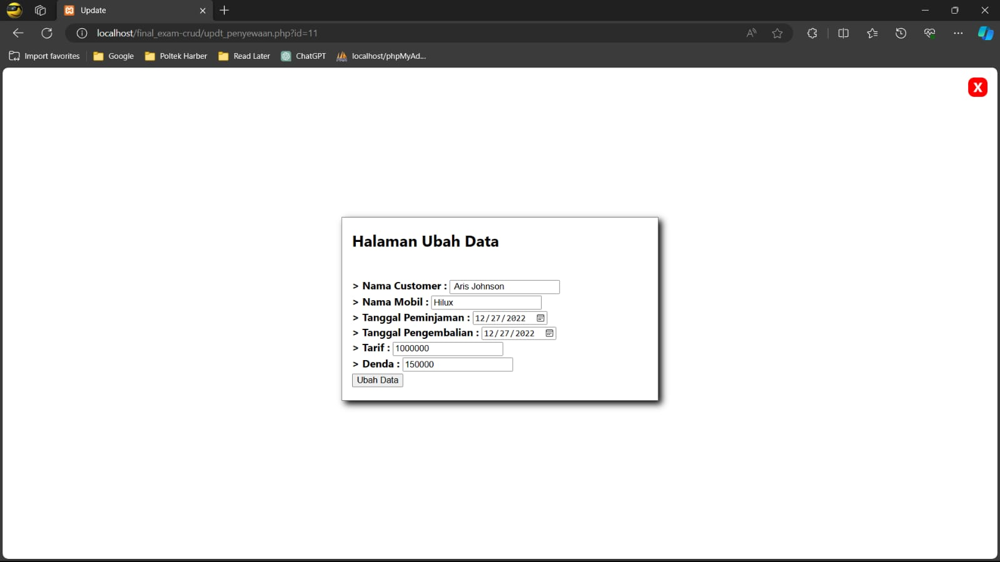 Update
localhost/final_exam-crud/updt_penyewaan.php?id=11
Import favorites Google Poltek Harber Read Later ChatGPT localhost/phpMyAd...
X
Halaman Ubah Data
> Nama Customer : Aris Johnson
> Nama Mobil : Hilux
> Tanggal Peminjaman : 12/27/2022
> Tanggal Pengembalian : 12/27/2022
> Tarif : 1000000
> Denda : 150000
Ubah Data